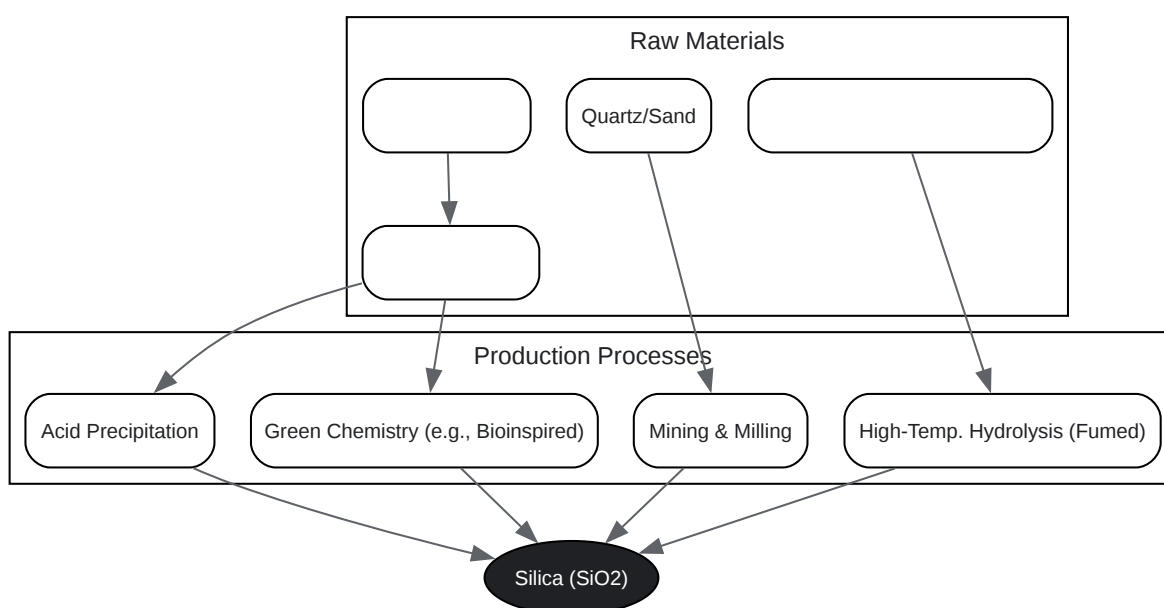 Raw Materials
Quartz/Sand
Production Processes
Acid Precipitation
Green Chemistry (e.g., Bioinspired)
Mining & Milling
High-Temp. Hydrolysis (Fumed)
Silica (SiO2)